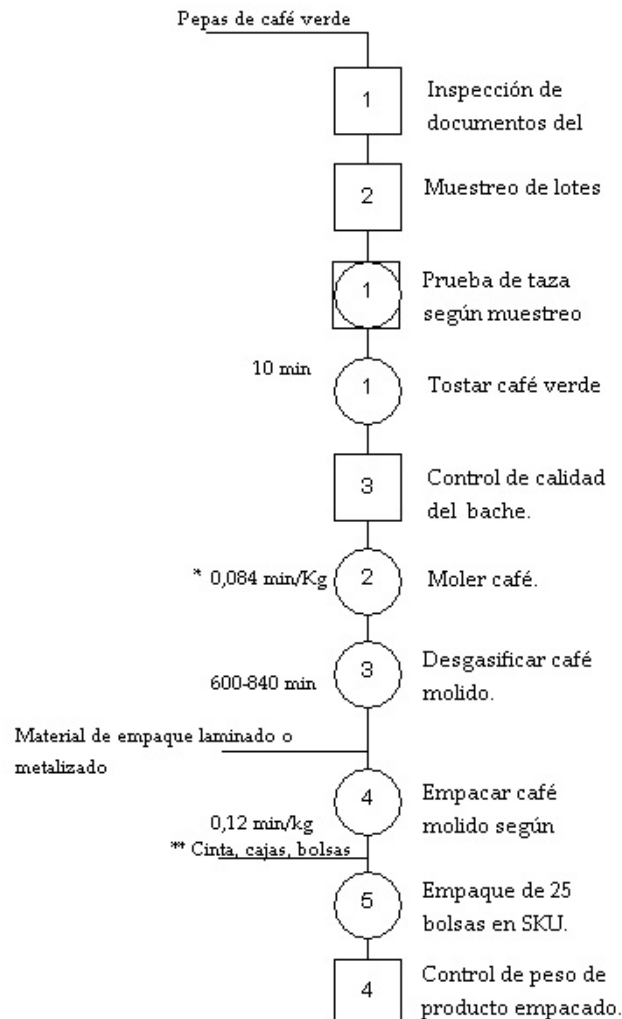 Pepas de café verde
1
Inspección de
documentos del
2
Muestreo de lotes
1
Prueba de taza
según muestreo
10 min
1
Tostar café verde
3
Control de calidad
del bache.
* 0,084 min/Kg
2
Moler café.
600-840 min
3
Desgasificar café
molido.
Material de empaque laminado o
metalizado
0,12 min/kg
4
Empacar café
molido según
** Cinta, cajas, bolsas
5
Empaque de 25
bolsas en SKU.
4
Control de peso de
producto empacado.